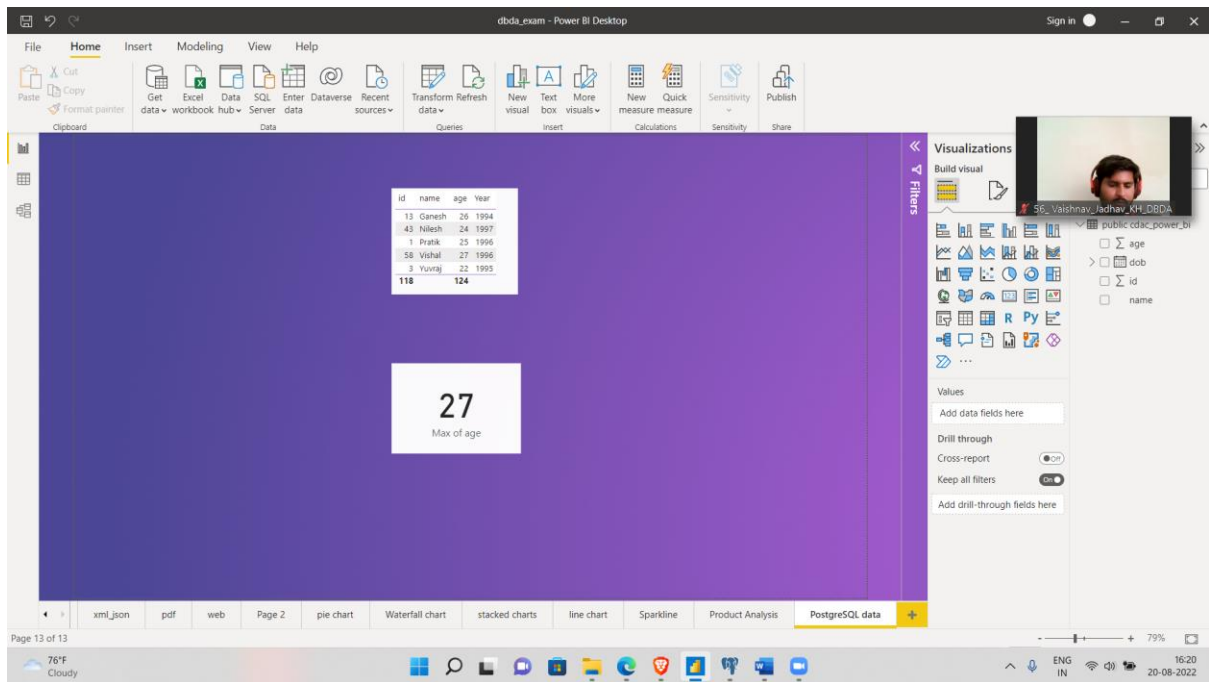 dbda_exam - Power BI Desktop
Sign in
File Home Insert Modeling View Help
Paste
Cut
Copy
Format painter
Get data
Excel workbook
Data hub
SQL Server
Enter data
Dataverse
Recent sources
Transform data
Refresh
New visual
Text box
More visuals
New measure
Quick measure
Sensitivity
Publish
Clipboard Data Queries Insert Calculations Sensitivity Share
id name age Year
13 Ganesh 26 1994
43 Nilesh 24 1997
1 Pratik 25 1996
58 Vishal 27 1996
3 Yuvraj 22 1995
118 124
27
Max of age
Filters
Visualizations
Build visual
R Py
123
Values
Add data fields here
Drill through
Cross-report Off
Keep all filters On
Add drill-through fields here
56_ Vaishnav_Jadhav_KH_DBDA
public cdac_power_bi
∑ age
dob
∑ id
name
xml_json pdf web Page 2 pie chart Waterfall chart stacked charts line chart Sparkline Product Analysis PostgreSQL data +
Page 13 of 13
- + 79%
76°F
Cloudy
ENG
IN
16:20
20-08-2022